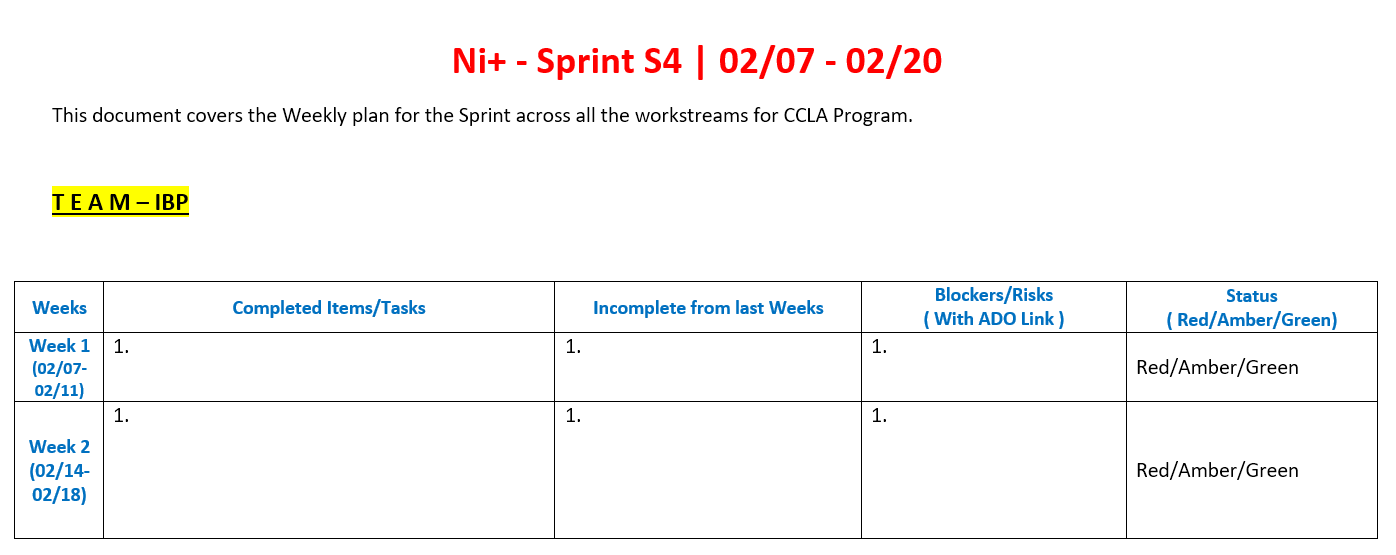 Ni+ - Sprint S4 | 02/07 - 02/20
This document covers the Weekly plan for the Sprint across all the workstreams for CCLA Program.
T E A M – IBP
Weeks
Completed Items/Tasks
Incomplete from last Weeks
Blockers/Risks
( With ADO Link )
Status
( Red/Amber/Green)
Week 1
(02/07-
02/11)
1.
1.
1.
Red/Amber/Green
Week 2
(02/14-
02/18)
1.
1.
1.
Red/Amber/Green